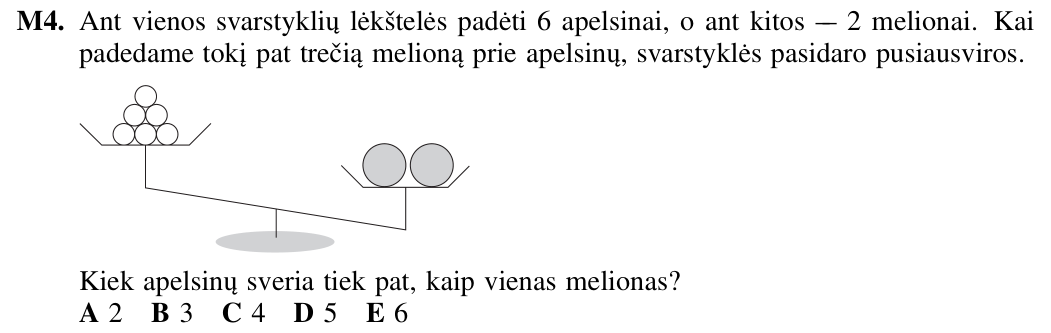 M4. Ant vienos svarstyklių lėkštelės padėti 6 apelsinai, o ant kitos — 2 melionai. Kai
padedame tokį pat trečią melioną prie apelsinų, svarstyklės pasidaro pusiausviros.
Kiek apelsinų sveria tiek pat, kaip vienas melionas?
A 2 B 3 C 4 D 5 E 6